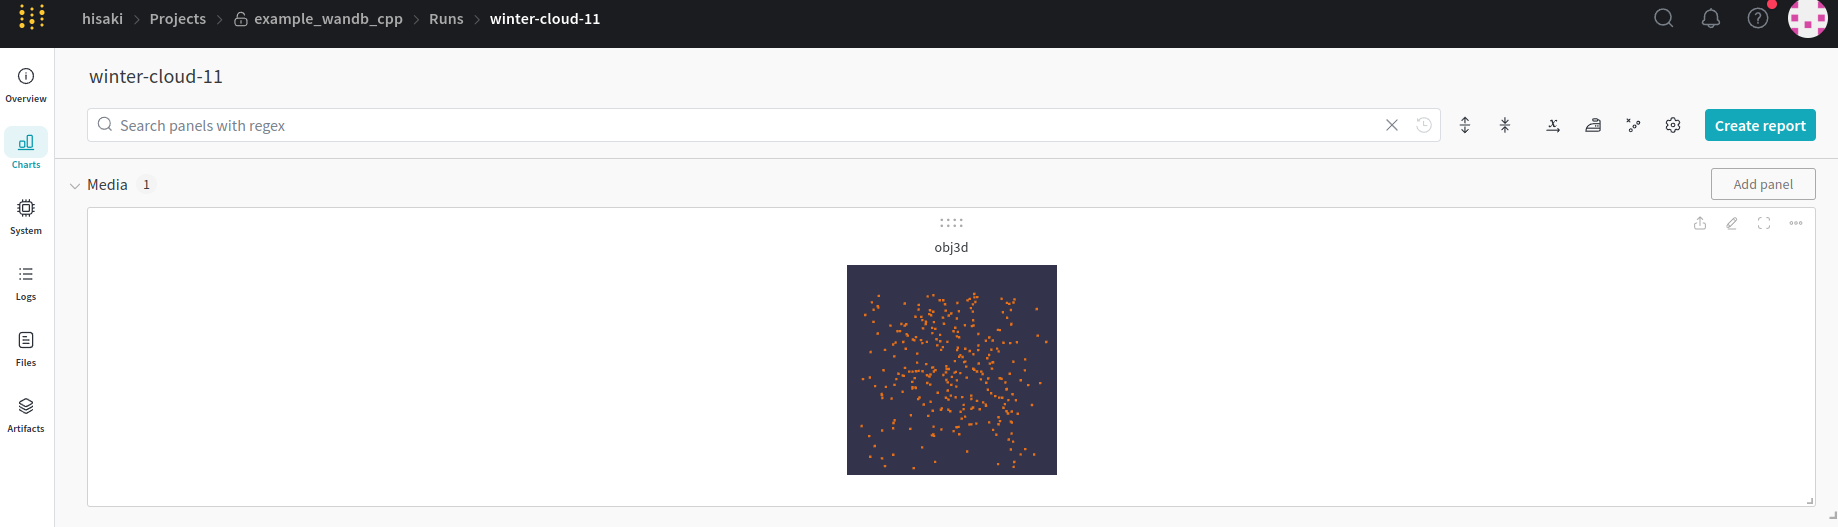 hisaki > Projects > example_wandb_cpp > Runs > winter-cloud-11
winter-cloud-11
Overview
Search panels with regex
Create report
Charts
Media 1
Add panel
System
obj3d
Logs
Files
Artifacts